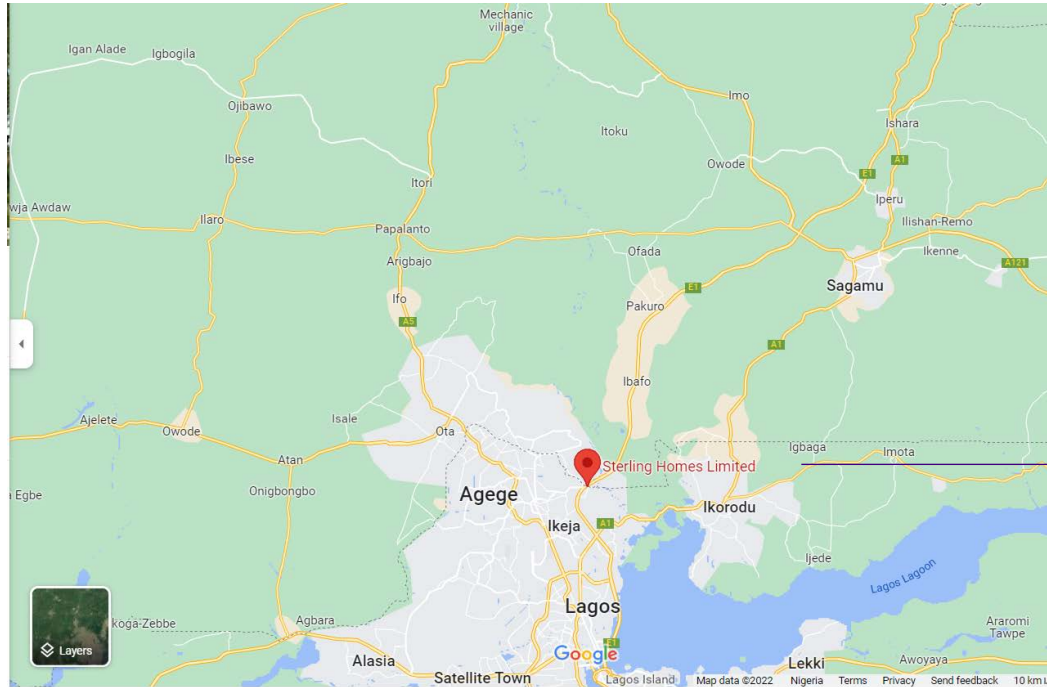 Mechanic
village
Igan Alade
Igbogila
Imo
Ojibawo
Ishara
Itoku
Ibese
A1
Owode
E1
Itori
Iperu
wja Awdaw
Ilaro
Ilishan-Remo
Papalanto
Ofada
Ikenne
Arigbajo
A121
Sagamu
E1
Ifo
Pakuro
A5
A1
Ibafo
Ajelete
Isale
Owode
Ota
Igbaga
Imota
Atan
Sterling Homes Limited
Onigbongbo
Egbe
Agege
Ikorodu
Ikeja
A1
Ijede
Lagos Lagoon
Lagos
koga-Zebbe
Agbara
Araromi
Tawpe
E1
Layers
Google
Alasia
Lekki
Awoyaya
Satellite Town
Lagos Island
Map data ©2022
Nigeria
Terms
Privacy
Send feedback
10 km